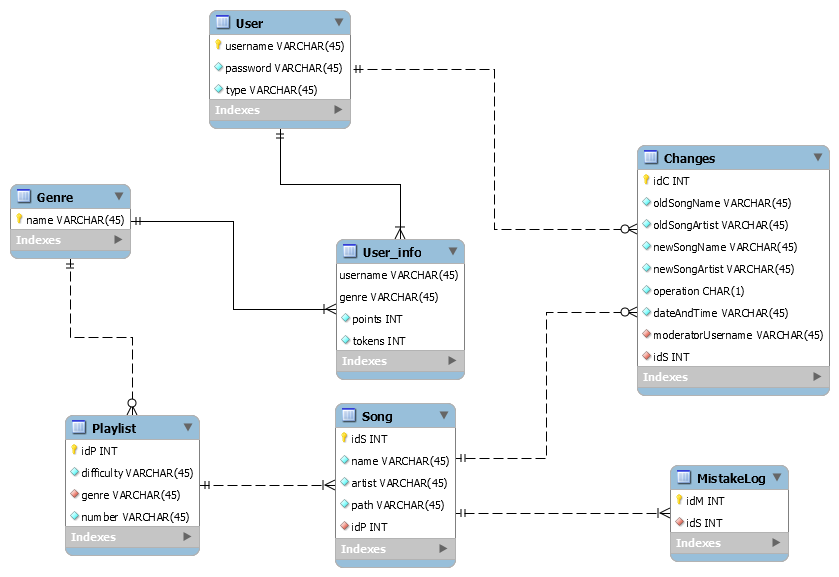 User
username VARCHAR(45)
password VARCHAR(45)
type VARCHAR(45)
Indexes
Genre
name VARCHAR(45)
Indexes
User_info
username VARCHAR(45)
genre VARCHAR(45)
points INT
tokens INT
Indexes
Changes
idC INT
oldSongName VARCHAR(45)
oldSongArtist VARCHAR(45)
newSongName VARCHAR(45)
newSongArtist VARCHAR(45)
operation CHAR(1)
dateAndTime VARCHAR(45)
moderatorUsername VARCHAR(45)
idS INT
Indexes
Playlist
idP INT
difficulty VARCHAR(45)
genre VARCHAR(45)
number VARCHAR(45)
Indexes
Song
idS INT
name VARCHAR(45)
artist VARCHAR(45)
path VARCHAR(45)
idP INT
Indexes
MistakeLog
idM INT
idS INT
Indexes